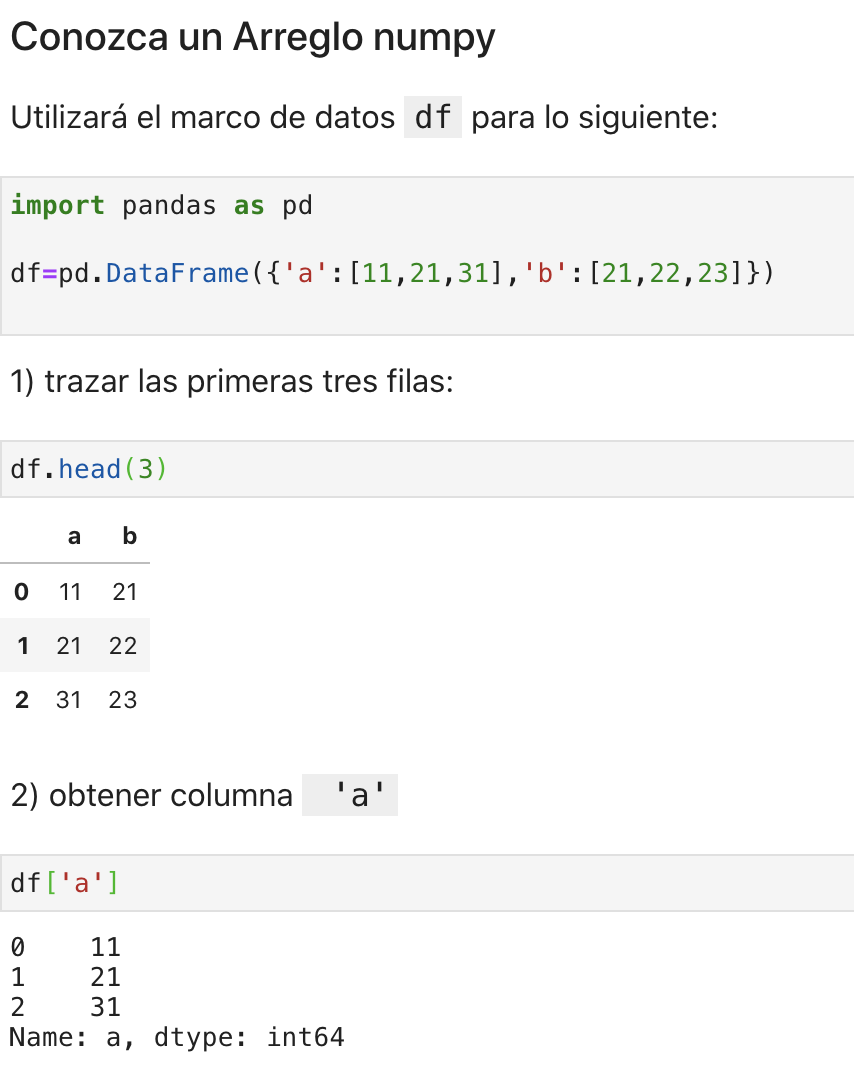 Conozca un Arreglo numpy
Utilizará el marco de datos df para lo siguiente:
import pandas as pd
df=pd.DataFrame({'a':[11,21,31],'b':[21,22,23]})
1) trazar las primeras tres filas:
df.head(3)
a b
0 11 21
1 21 22
2 31 23
2) obtener columna 'a'
df['a']
0    11
1    21
2    31
Name: a, dtype: int64